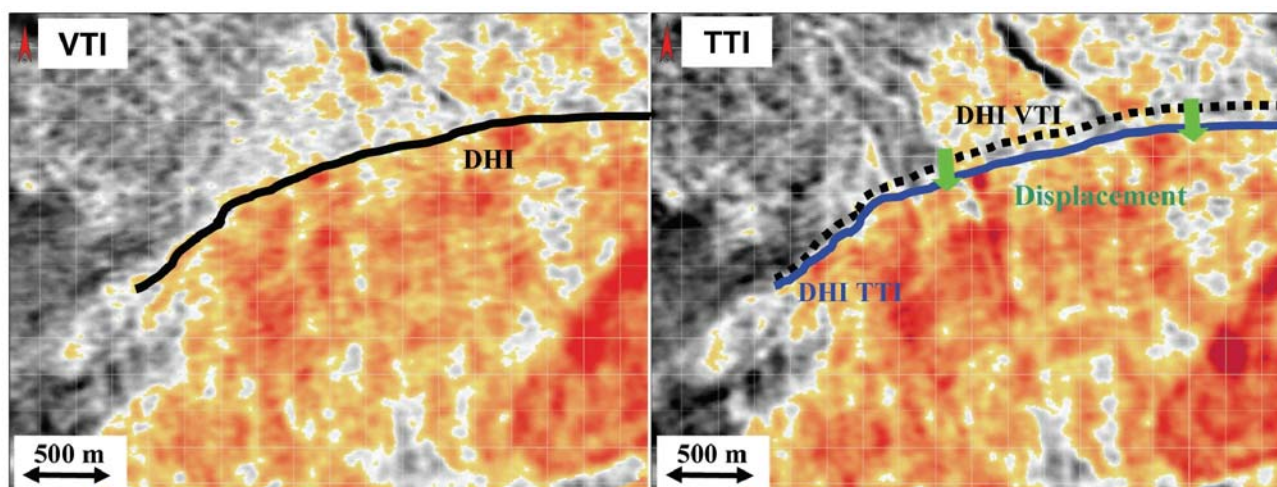 VTI
DHI
500 m
TTI
DHI VTI
Displacement
DHI TTI
500 m